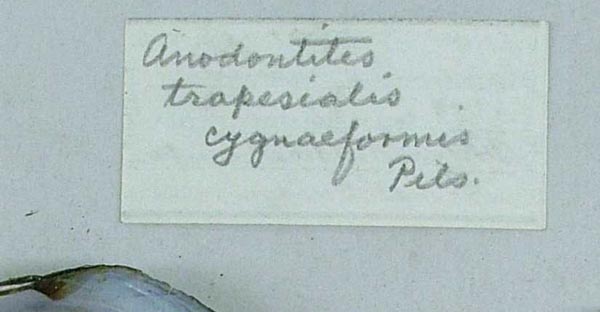 Anodontites
trapesialis
cygnaeformis
Pils.